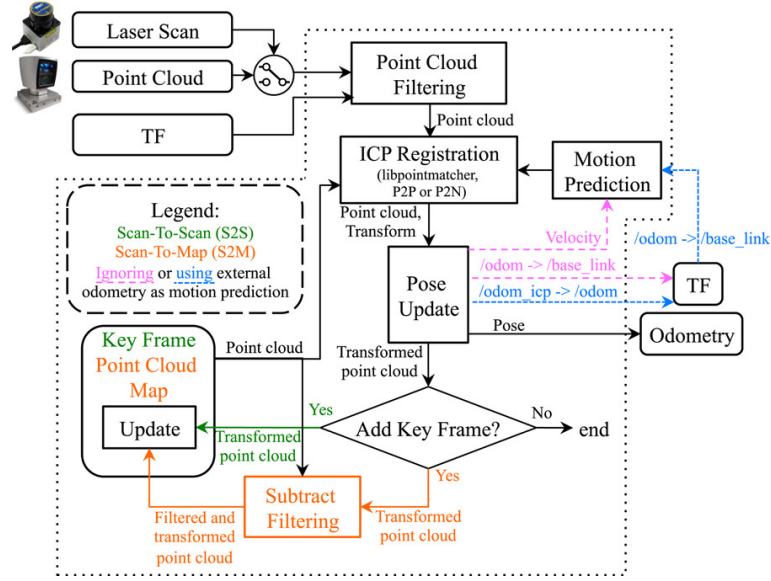 Laser Scan
Point Cloud
TF
Point Cloud
Filtering
Point cloud
ICP Registration
(libpointmatcher,
P2P or P2N)
Motion
Prediction
Point cloud,
Transform
Velocity
/odom -> /base_link
/odom -> /base_link
/odom_icp -> /odom
TF
Pose
Update
Pose
Odometry
Legend:
Scan-To-Scan (S2S)
Scan-To-Map (S2M)
Ignoring or using external
odometry as motion prediction
Key Frame
Point Cloud
Map
Update
Point cloud
Transformed
point cloud
Add Key Frame?
No
end
Yes
Transformed
point cloud
Yes
Transformed
point cloud
Subtract
Filtering
Filtered and
transformed
point cloud